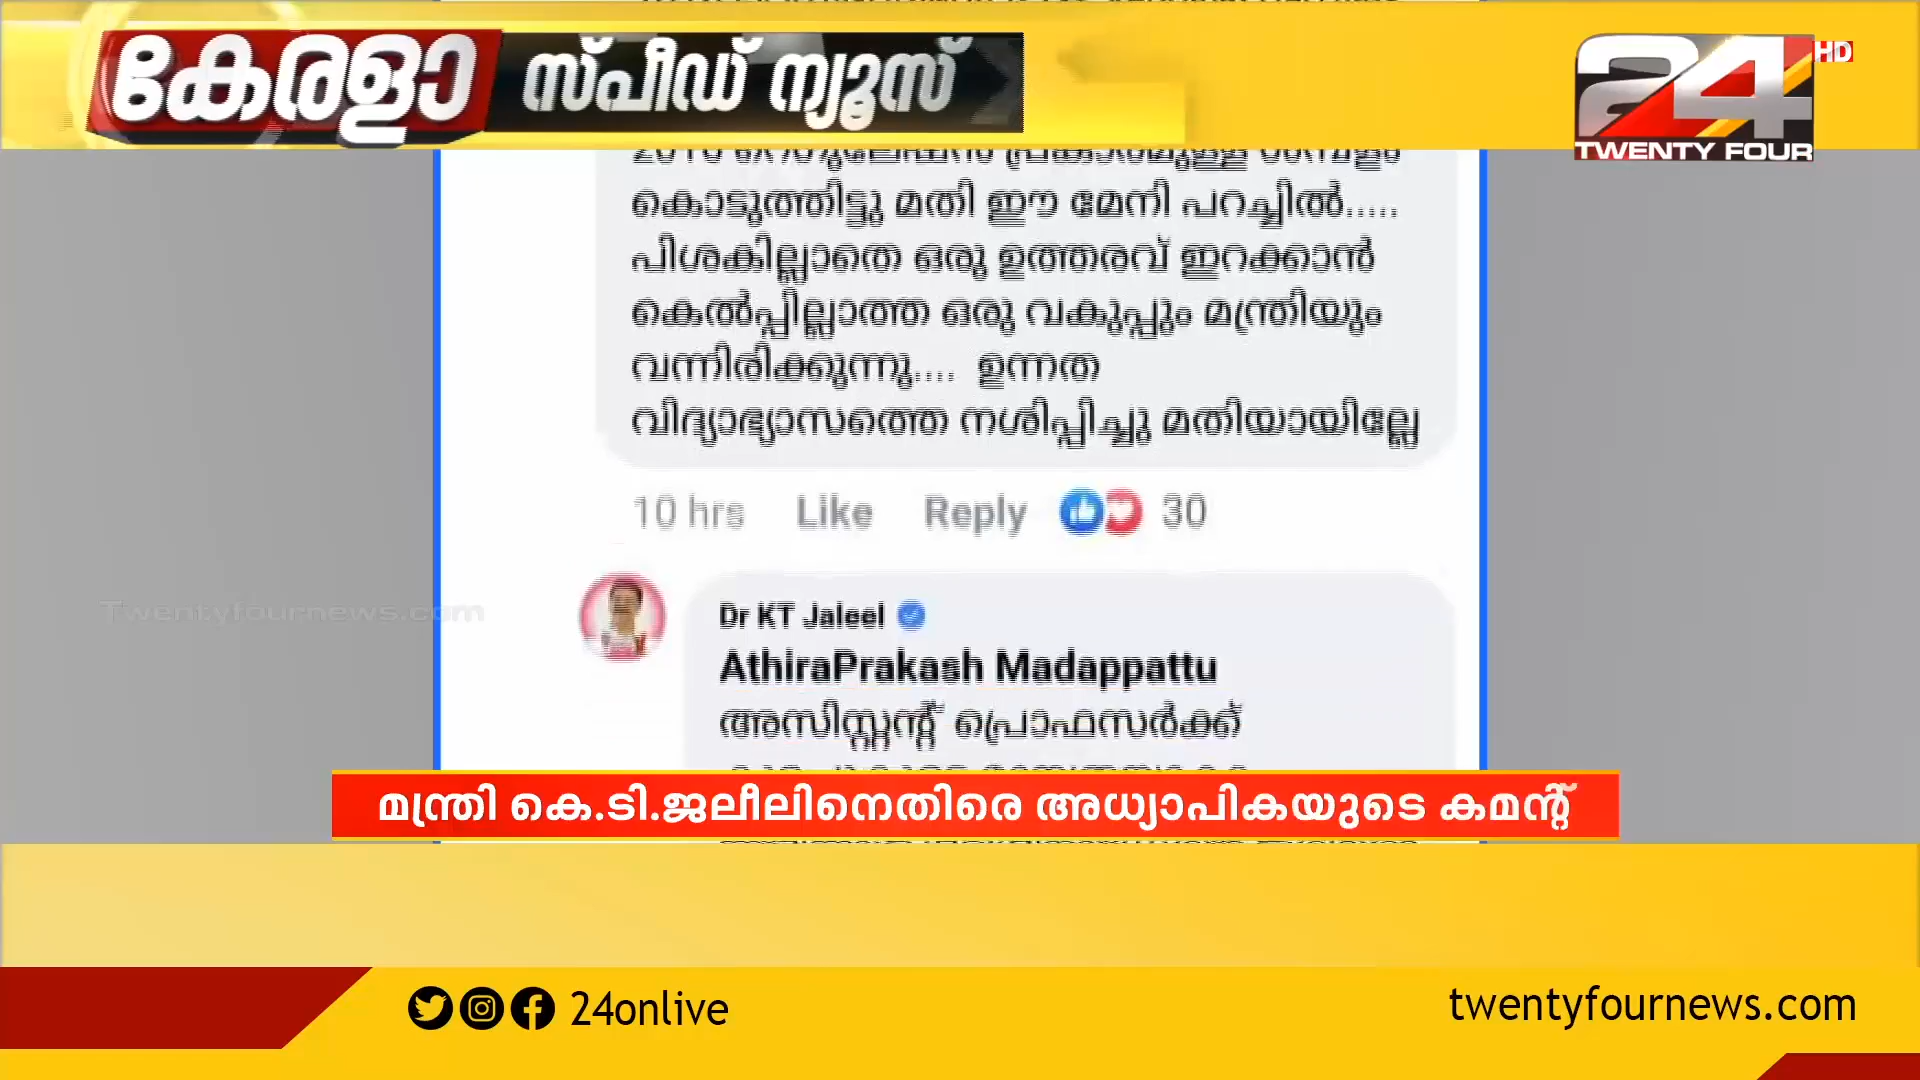 കേരളാ സ്പീഡ് ന്യൂസ്
24 HD
TWENTY FOUR
കൊടുത്തിട്ടു മതി ഈ മേനി പറച്ചിൽ.....
പിശകില്ലാതെ ഒരു ഉത്തരവ് ഇറക്കാൻ
കെൽപ്പില്ലാത്ത ഒരു വകുപ്പും മന്ത്രിയും
വന്നിരിക്കുന്നു.... ഉന്നത
വിദ്യാഭ്യാസത്തെ നശിപ്പിച്ചു മതിയായില്ലേ
10 hrs Like Reply 30
Twentyfournews.com
Dr KT Jaleel
AthiraPrakash Madappattu
അസിസ്റ്റന്റ് പ്രൊഫസർക്ക്
മന്ത്രി കെ.ടി.ജലീലിനെതിരെ അധ്യാപികയുടെ കമന്റ്
24onlive
twentyfournews.com